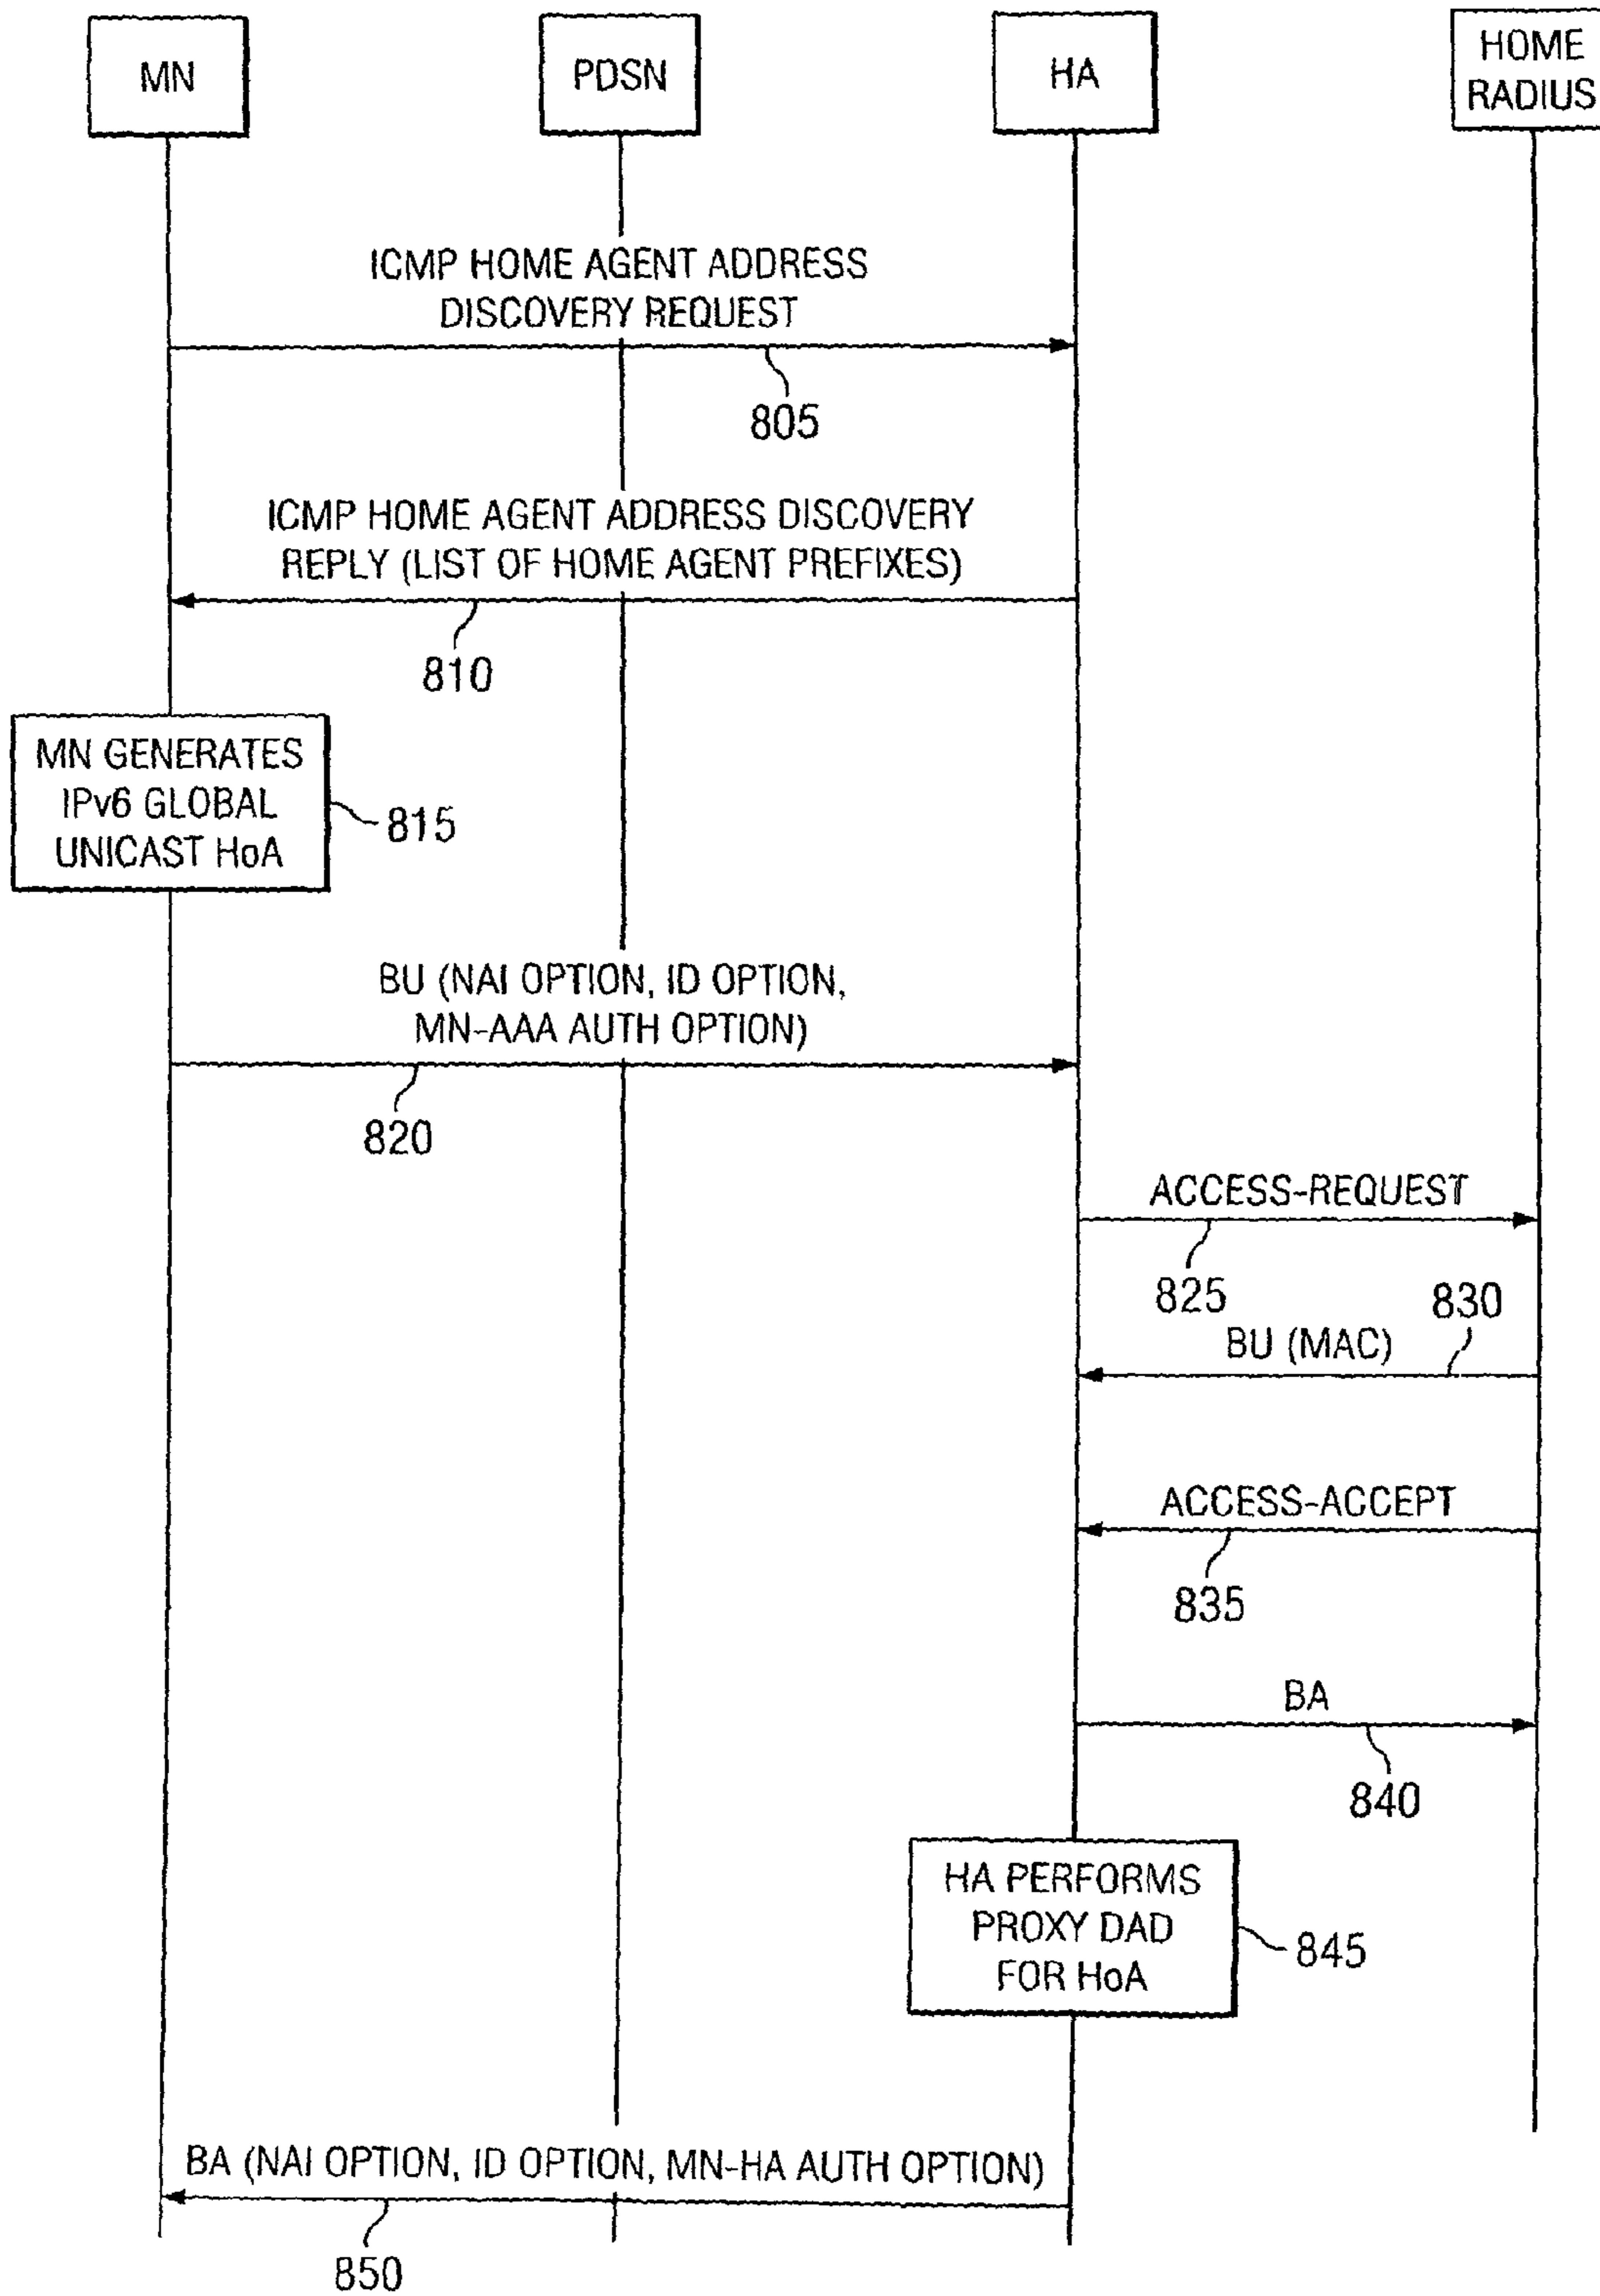 MN
PDSN
HA
HOME
RADIUS
ICMP HOME AGENT ADDRESS
DISCOVERY REQUEST
805
ICMP HOME AGENT ADDRESS DISCOVERY
REPLY (LIST OF HOME AGENT PREFIXES)
810
MN GENERATES
IPv6 GLOBAL
UNICAST HoA
815
BU (NAI OPTION, ID OPTION,
MN-AAA AUTH OPTION)
820
ACCESS-REQUEST
825
830
BU (MAC)
ACCESS-ACCEPT
835
BA
840
HA PERFORMS
PROXY DAD
FOR HoA
845
BA (NAI OPTION, ID OPTION, MN-HA AUTH OPTION)
850